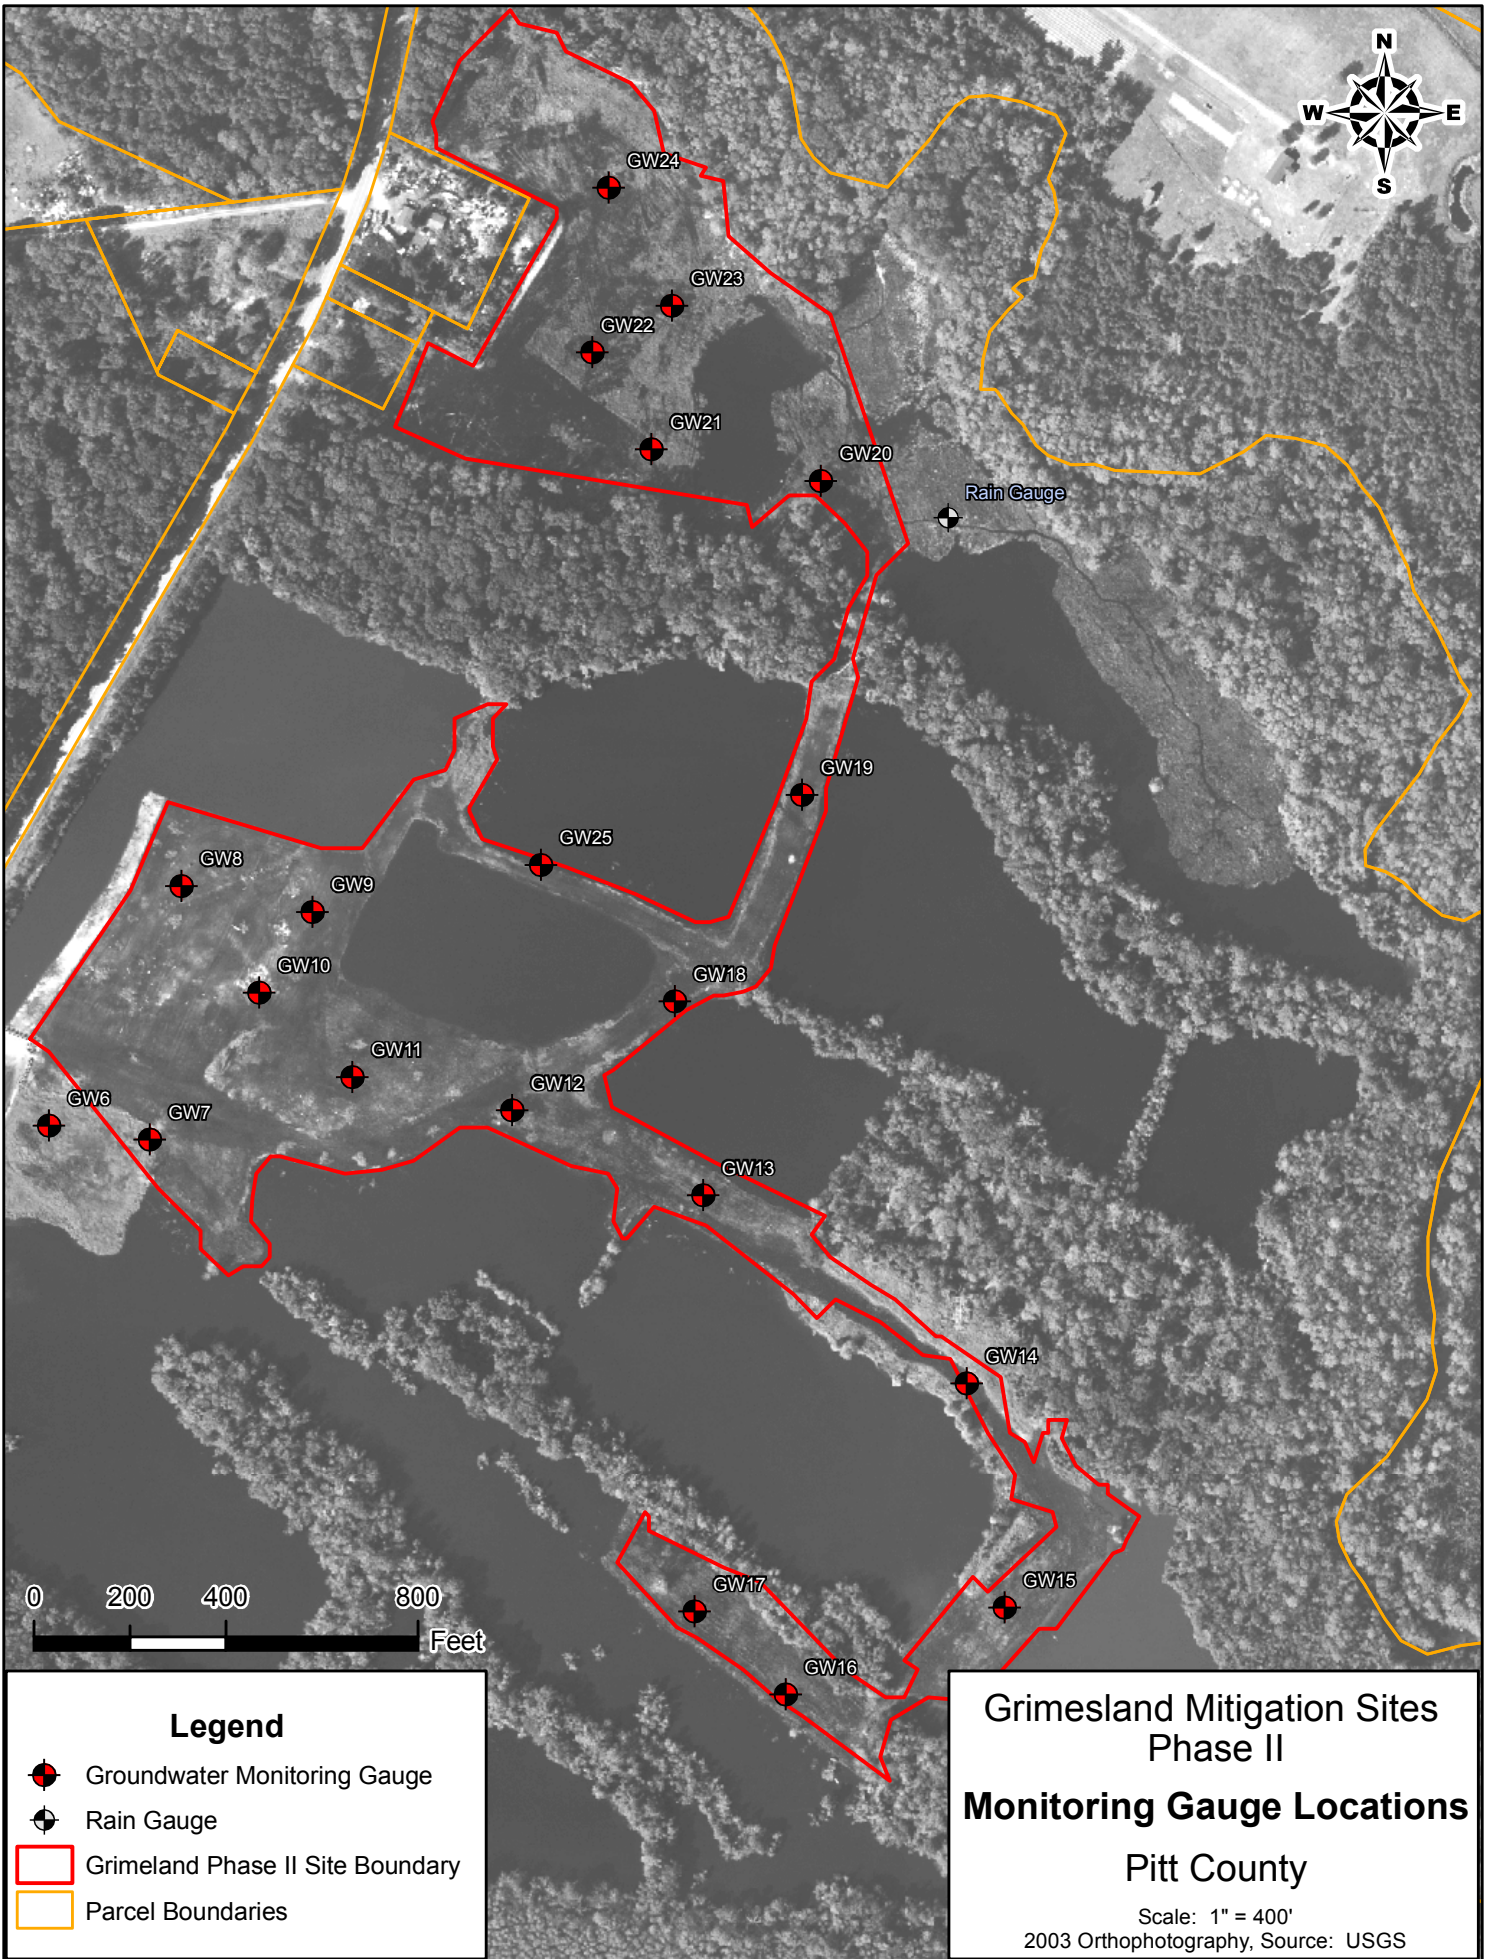 N
W E
S
GW24
GW23
GW22
GW21
GW20
Rain Gauge
GW19
GW25
GW8
GW9
GW10
GW18
GW11
GW12
GW6
GW7
GW13
GW14
GW17
GW15
GW16
0 200 400 800
Feet
Legend
Groundwater Monitoring Gauge
Rain Gauge
Grimeland Phase II Site Boundary
Parcel Boundaries
Grimesland Mitigation Sites
Phase II
Monitoring Gauge Locations
Pitt County
Scale: 1" = 400'
2003 Orthophotography, Source: USGS